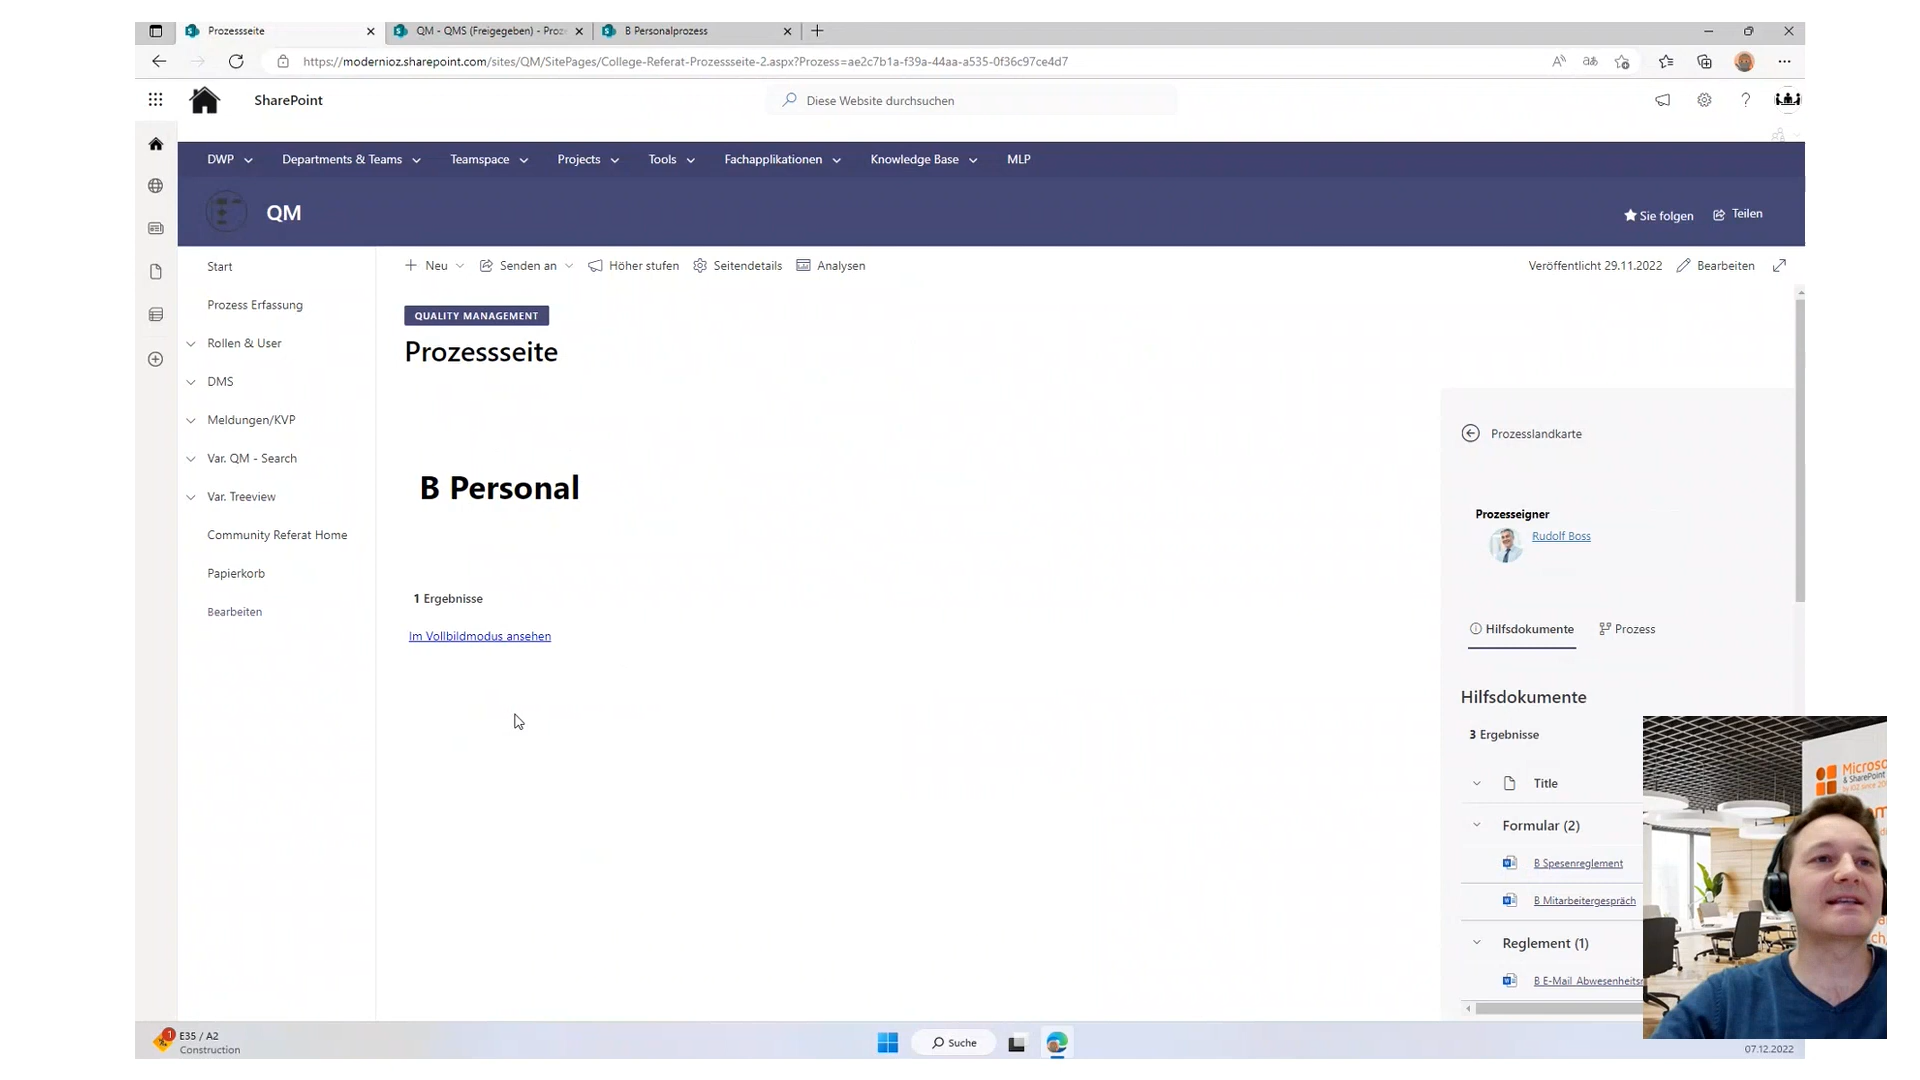 Prozessseite
QM - QMS (Freigegeben) - Proz
B Personalprozess
https://modernioz.sharepoint.com/sites/QM/SitePages/College-Referat-Prozessseite-2.aspx?Prozess=ae2c7b1a-f39a-44aa-a535-0f36c97ce4d7
SharePoint
Diese Website durchsuchen
DWP
Departments & Teams
Teamspace
Projects
Tools
Fachapplikationen
Knowledge Base
MLP
QM
Sie folgen
Teilen
Start
Prozess Erfassung
Rollen & User
DMS
Meldungen/KVP
Var. QM - Search
Var. Treeview
Community Referat Home
Papierkorb
Bearbeiten
Neu
Senden an
Höher stufen
Seitendetails
Analysen
Veröffentlicht 29.11.2022
Bearbeiten
QUALITY MANAGEMENT
Prozessseite
B Personal
1 Ergebnisse
Im Vollbildmodus ansehen
Prozesslandkarte
Prozesseigner
Rudolf Boss
Hilfsdokumente
Prozess
Hilfsdokumente
3 Ergebnisse
Title
Formular (2)
B Spesenreglement
B Mitarbeitergespräch
Reglement (1)
B E-Mail Abwesenheits
Microso
& SharePoint
1
E35 / A2
Construction
Suche
07.12.2022